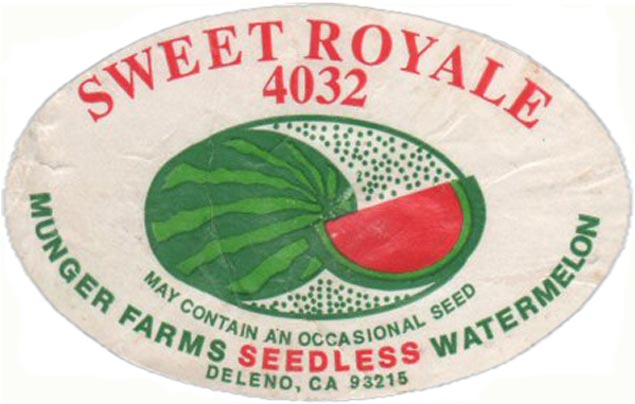 SWEET ROYALE
4032
MAY CONTAIN AN OCCASIONAL SEED
MUNGER FARMS SEEDLESS WATERMELON
DELENO, CA 93215